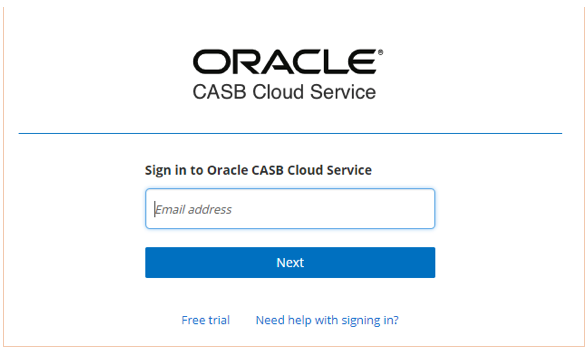 ORACLE®
CASB Cloud Service
Sign in to Oracle CASB Cloud Service
Email address
Next
Free trial Need help with signing in?